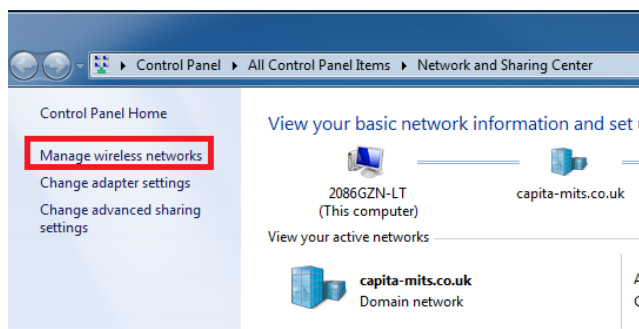 Control Panel ▸ All Control Panel Items ▸ Network and Sharing Center
Control Panel Home
Manage wireless networks
Change adapter settings
Change advanced sharing
settings
View your basic network information and set
2086GZN-LT
(This computer)
capita-mits.co.uk
View your active networks
capita-mits.co.uk
Domain network